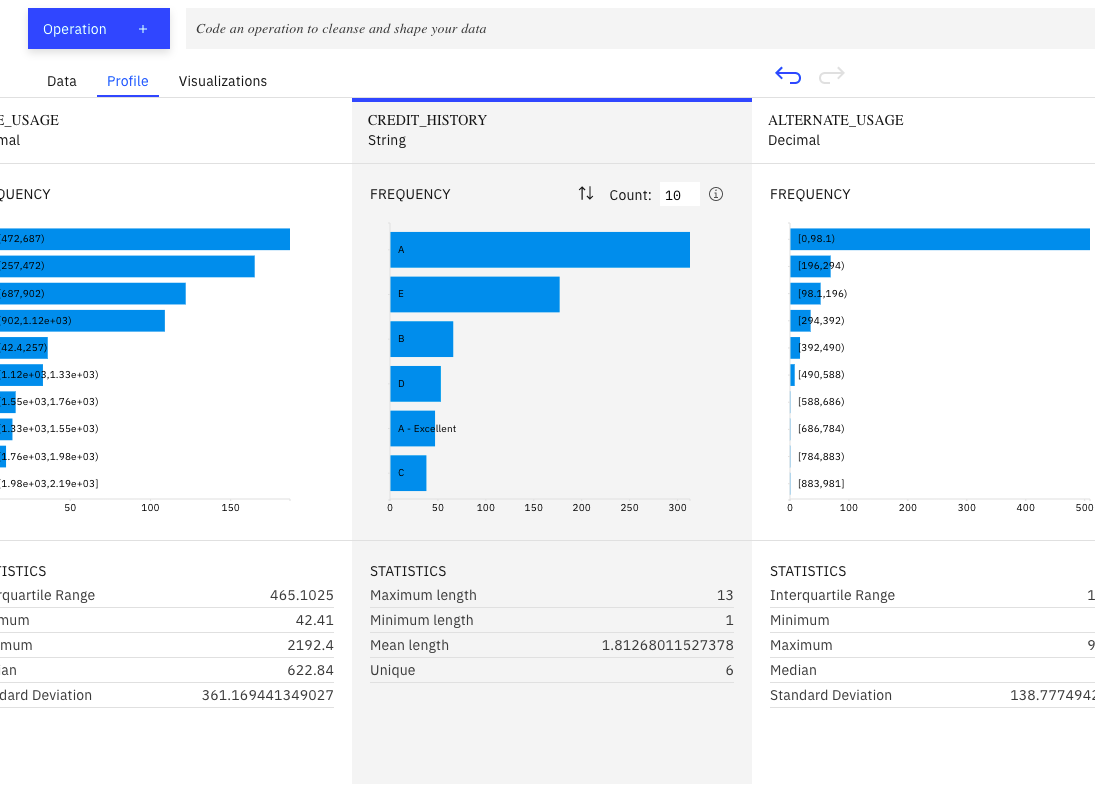 Operation +
Code an operation to cleanse and shape your data
Data Profile Visualizations
E_USAGE
mal
QUENCY
472,687)
257,472)
687,902)
902,1.12e+03)
42.4,257)
1.12e+03,1.33e+03)
1.55e+03,1.76e+03)
1.33e+03,1.55e+03)
1.76e+03,1.98e+03)
1.98e+03,2.19e+03]
50 100 150
TISTICS
rquartile Range 465.1025
mum 42.41
mum 2192.4
an 622.84
dard Deviation 361.169441349027
CREDIT_HISTORY
String
FREQUENCY Count: 10
A
E
B
D
A - Excellent
C
0 50 100 150 200 250 300
STATISTICS
Maximum length 13
Minimum length 1
Mean length 1.81268011527378
Unique 6
ALTERNATE_USAGE
Decimal
FREQUENCY
[0,98.1)
[196,294)
[98.1,196)
[294,392)
[392,490)
[490,588)
[588,686)
[686,784)
[784,883)
[883,981]
0 100 200 300 400 500
STATISTICS
Interquartile Range 1
Minimum
Maximum 9
Median
Standard Deviation 138.7774942